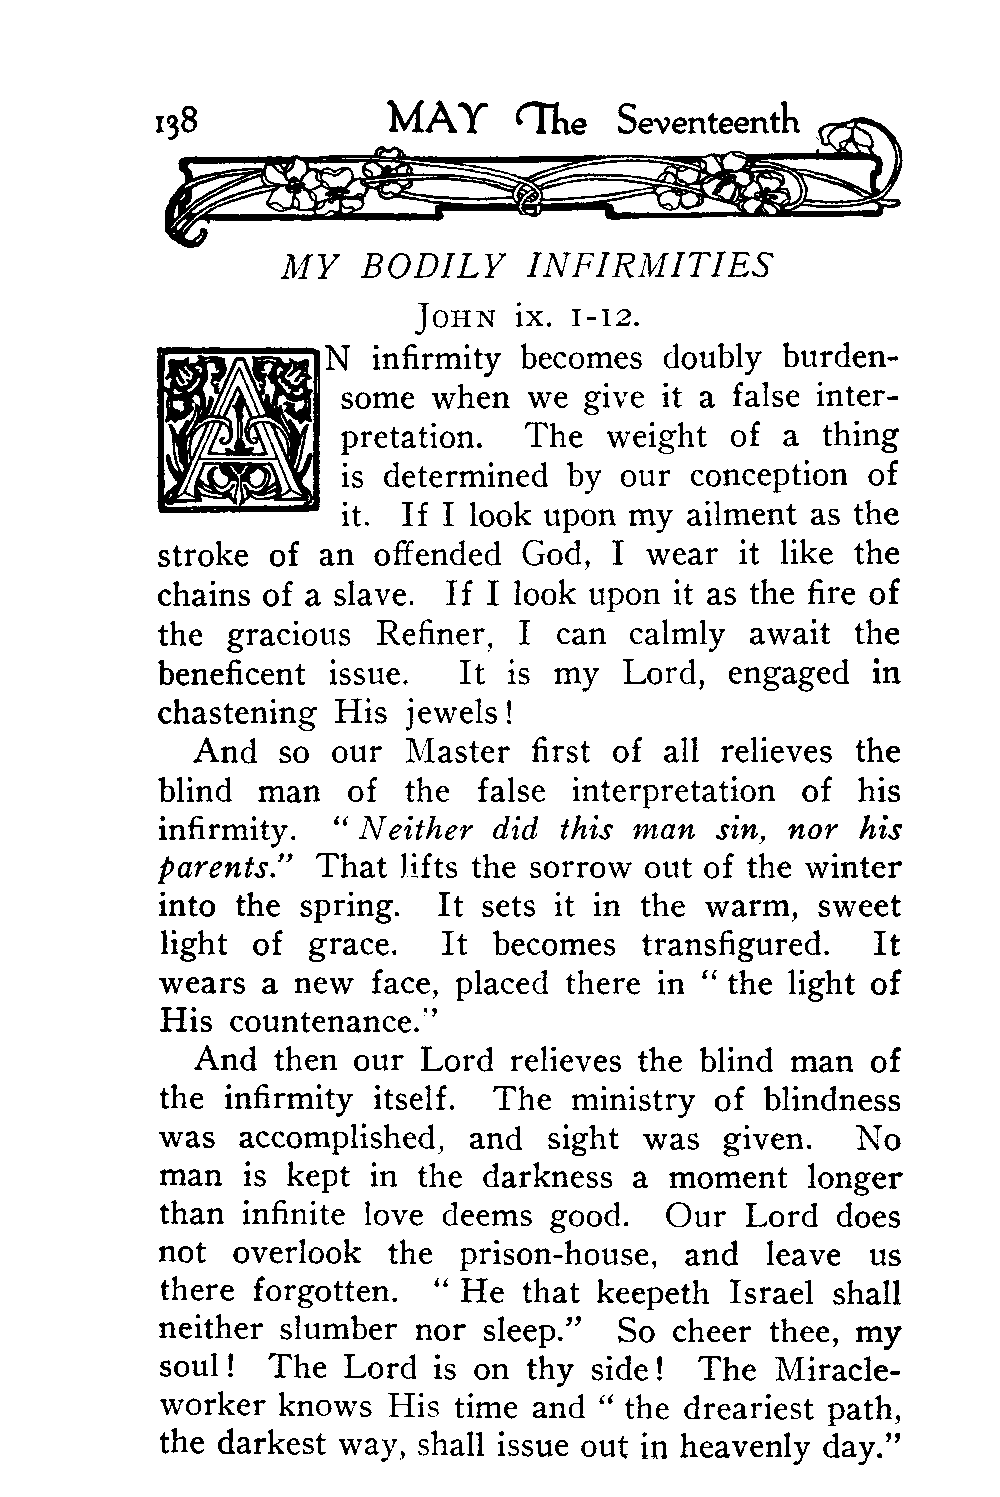 138 MAY The Seventeenth
MY BODILY INFIRMITIES
JOHN ix. 1-12.
AN infirmity becomes doubly burden-
some when we give it a false inter-
pretation. The weight of a thing
is determined by our conception of
it. If I look upon my ailment as the
stroke of an offended God, I wear it like the
chains of a slave. If I look upon it as the fire of
the gracious Refiner, I can calmly await the
beneficent issue. It is my Lord, engaged in
chastening His jewels!
And so our Master first of all relieves the
blind man of the false interpretation of his
infirmity. “Neither did this man sin, nor his
parents.” That lifts the sorrow out of the winter
into the spring. It sets it in the warm, sweet
light of grace. It becomes transfigured. It
wears a new face, placed there in “the light of
His countenance.”
And then our Lord relieves the blind man of
the infirmity itself. The ministry of blindness
was accomplished, and sight was given. No
man is kept in the darkness a moment longer
than infinite love deems good. Our Lord does
not overlook the prison-house, and leave us
there forgotten. “He that keepeth Israel shall
neither slumber nor sleep.” So cheer thee, my
soul! The Lord is on thy side! The Miracle-
worker knows His time and “the dreariest path,
the darkest way, shall issue out in heavenly day.”